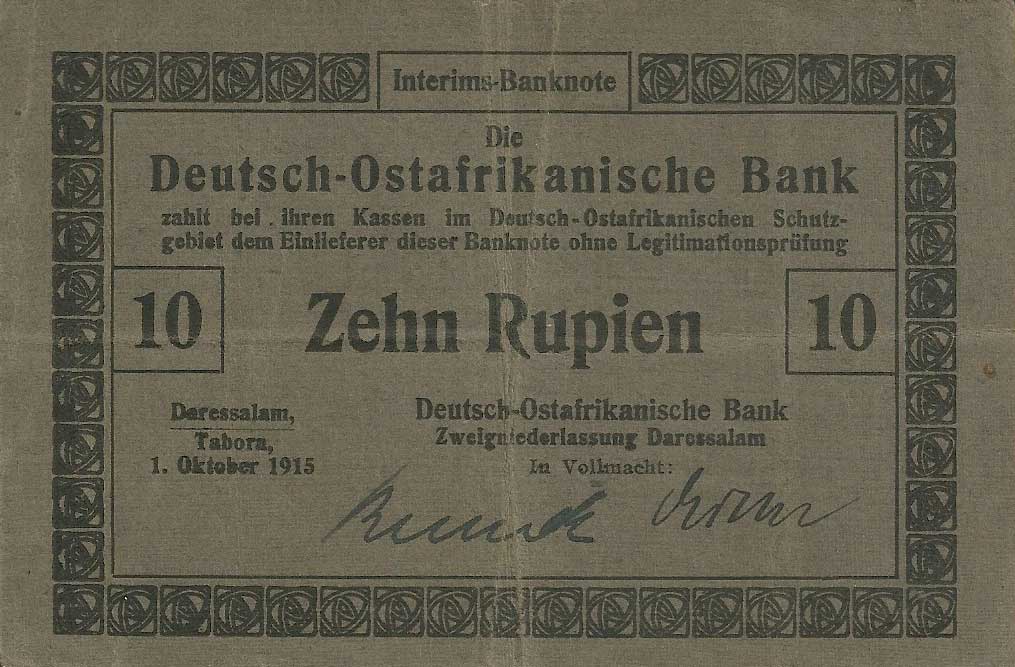 Interims-Banknote
Die
Deutsch-Ostafrikanische Bank
zahlt bei ihren Kassen im Deutsch-Ostafrikanischen Schutz-
gebiet dem Einlieferer dieser Banknote ohne Legitimationsprüfung
10 Zehn Rupien 10
Daressalam,
Tabora,
1. Oktober 1915
Deutsch-Ostafrikanische Bank
Zweigniederlassung Daressalam
In Vollmacht: